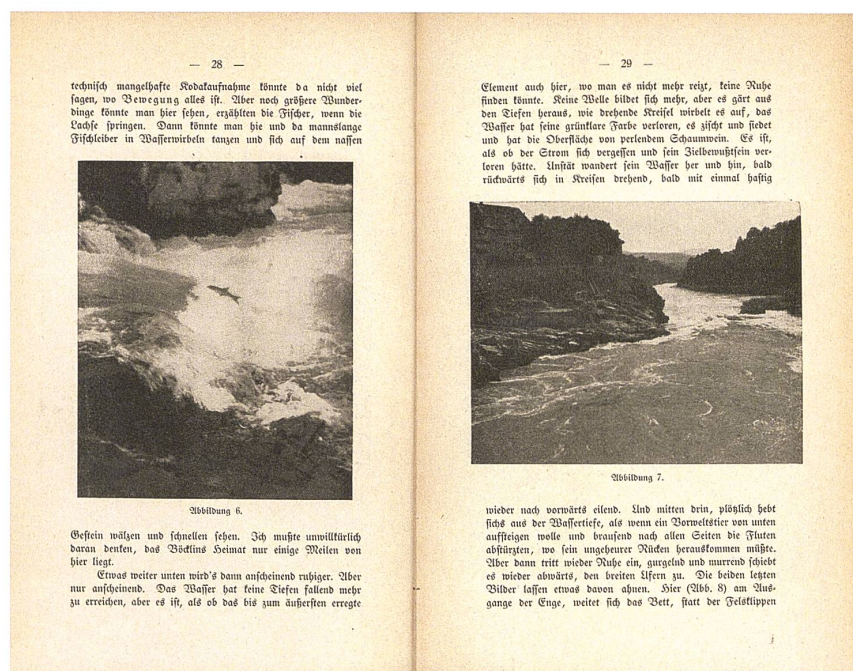 — 28 —
technisch mangelhafte Kodakaufnahme könnte da nicht viel
sagen, wo Bewegung alles ist. Aber noch größere Wunder-
dinge könnte man hier sehen, erzählten die Fischer, wenn die
Lachse springen. Dann könnte man hie und da mannslange
Fischleiber in Wasserwirbeln tanzen und sich auf dem nassen
Abbildung 6.
Gestein wälzen und schnellen sehen. Ich mußte unwillkürlich
daran denken, das Böcklins Heimat nur einige Meilen von
hier liegt.
Etwas weiter unten wird's dann anscheinend ruhiger. Aber
nur anscheinend. Das Wasser hat keine Tiefen fallend mehr
zu erreichen, aber es ist, als ob das bis zum äußersten erregte
— 29 —
Element auch hier, wo man es nicht mehr reizt, keine Ruhe
finden könnte. Keine Welle bildet sich mehr, aber es gärt aus
den Tiefen heraus, wie drehende Kreisel wirbelt es auf, das
Wasser hat seine grünklare Farbe verloren, es zischt und siedet
und hat die Oberfläche von perlendem Schaumwein. Es ist,
als ob der Strom sich vergessen und sein Zielbewußtsein ver-
loren hätte. Unstät wandert sein Wasser her und hin, bald
rückwärts sich in Kreisen drehend, bald mit einmal hastig
Abbildung 7.
wieder nach vorwärts eilend. Und mitten drin, plötzlich hebt
sichs aus der Wassertiefe, als wenn ein Vorweltstier von unten
aufsteigen wolle und brausend nach allen Seiten die Fluten
abstürzten, wo sein ungeheurer Rücken herauskommen müßte.
Aber dann tritt wieder Ruhe ein, gurgelnd und murrend schiebt
es wieder abwärts, den breiten Ufern zu. Die beiden letzten
Bilder lassen etwas davon ahnen. Hier (Abb. 8) am Aus-
gange der Enge, weitet sich das Bett, statt der Felsklippen